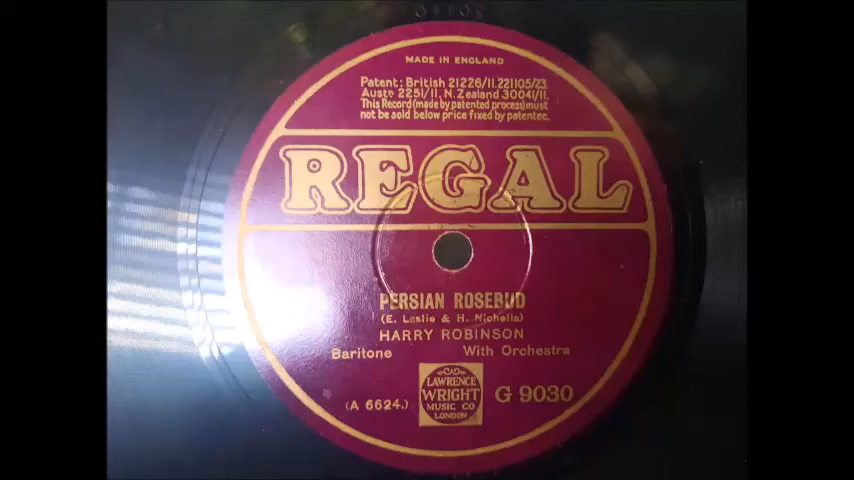 MADE IN ENGLAND
Patent: British 21226/11.221105/23.
Aust: 2251/11. N.Zealand 30041/11.
This Record (made by patented process) must
not be sold below price fixed by patentee.
REGAL
PERSIAN ROSEBUD
(E. Leslie & H. Nicholls)
HARRY ROBINSON
Baritone With Orchestra
(A 6624.)
LAWRENCE
WRIGHT
MUSIC CO
LONDON
G 9030